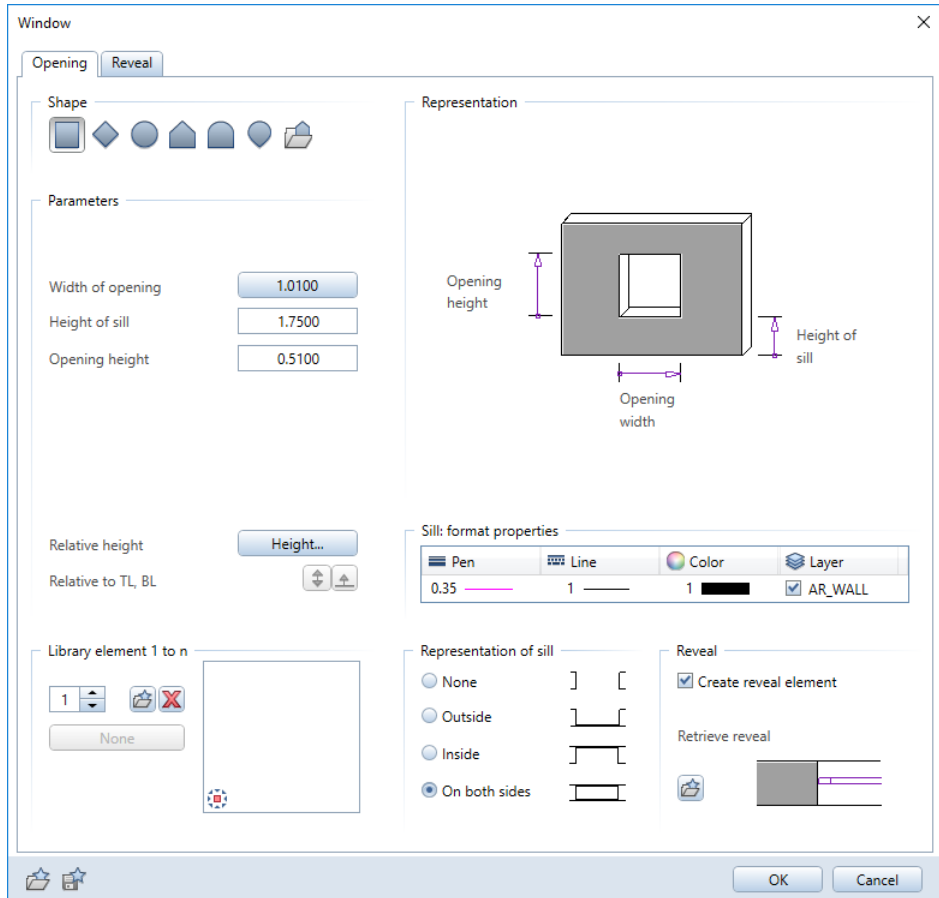 Window
Opening
Reveal
Shape
Representation
Parameters
Width of opening
1.0100
Height of sill
1.7500
Opening height
0.5100
Opening
height
Height of
sill
Opening
width
Relative height
Height...
Relative to TL, BL
Sill: format properties
Pen
Line
Color
Layer
0.35
1
1
AR_WALL
Library element 1 to n
1
None
Representation of sill
None
Outside
Inside
On both sides
Reveal
Create reveal element
Retrieve reveal
OK
Cancel